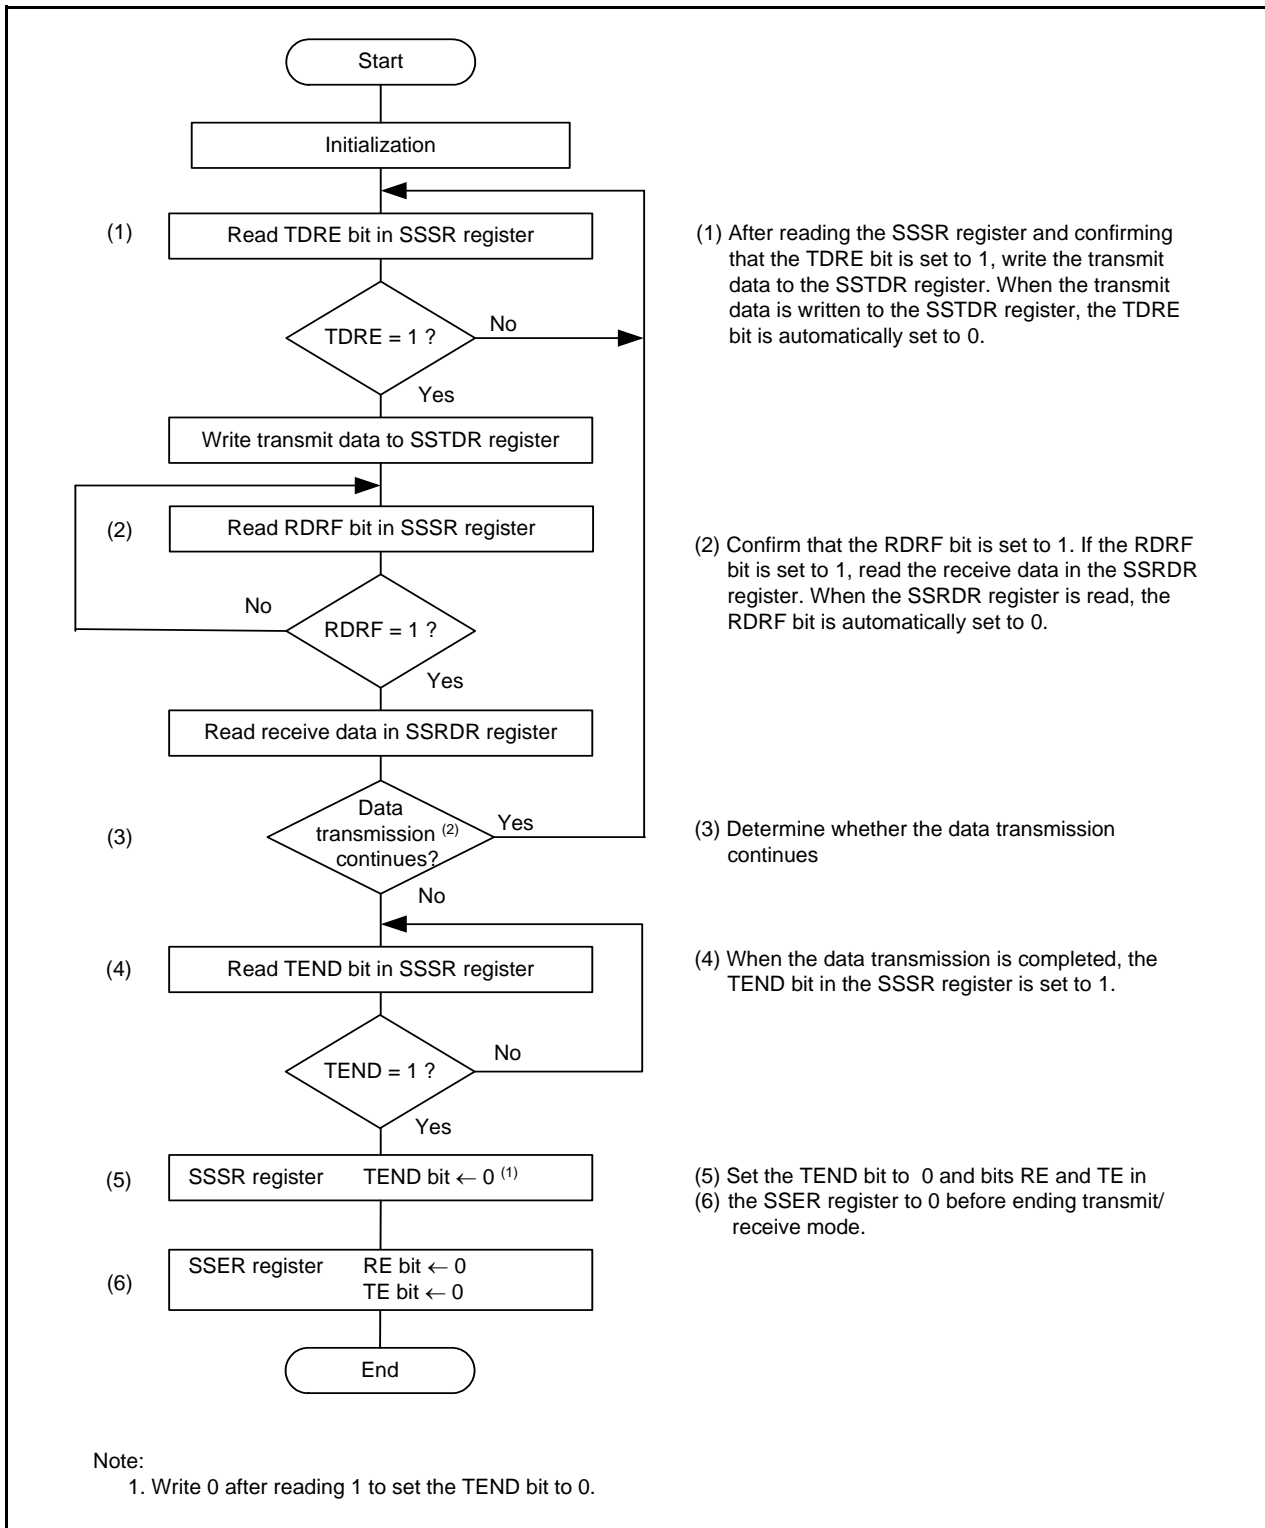 Start
Initialization
(1)
Read TDRE bit in SSSR register
TDRE = 1 ?
No
Yes
Write transmit data to SSTDR register
(2)
Read RDRF bit in SSSR register
No
RDRF = 1 ?
Yes
Read receive data in SSRDR register
(3)
Data
transmission (2)
continues?
Yes
No
(4)
Read TEND bit in SSSR register
TEND = 1 ?
No
Yes
(5)
SSSR register TEND bit ← 0 (1)
(6)
SSER register RE bit ← 0
TE bit ← 0
End
(1) After reading the SSSR register and confirming
that the TDRE bit is set to 1, write the transmit
data to the SSTDR register. When the transmit
data is written to the SSTDR register, the TDRE
bit is automatically set to 0.
(2) Confirm that the RDRF bit is set to 1. If the RDRF
bit is set to 1, read the receive data in the SSRDR
register. When the SSRDR register is read, the
RDRF bit is automatically set to 0.
(3) Determine whether the data transmission
continues
(4) When the data transmission is completed, the
TEND bit in the SSSR register is set to 1.
(5) Set the TEND bit to 0 and bits RE and TE in
(6) the SSER register to 0 before ending transmit/
receive mode.
Note:
1. Write 0 after reading 1 to set the TEND bit to 0.